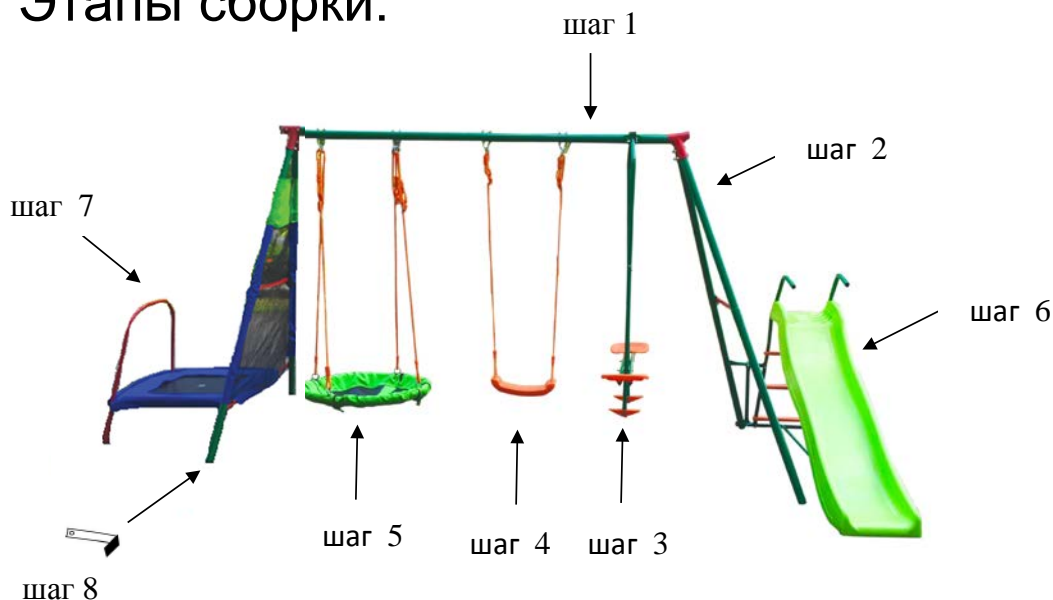 Этапы сборки.
шаг 1
шаг 2
шаг 7
шаг 6
шаг 5
шаг 4
шаг 3
шаг 8